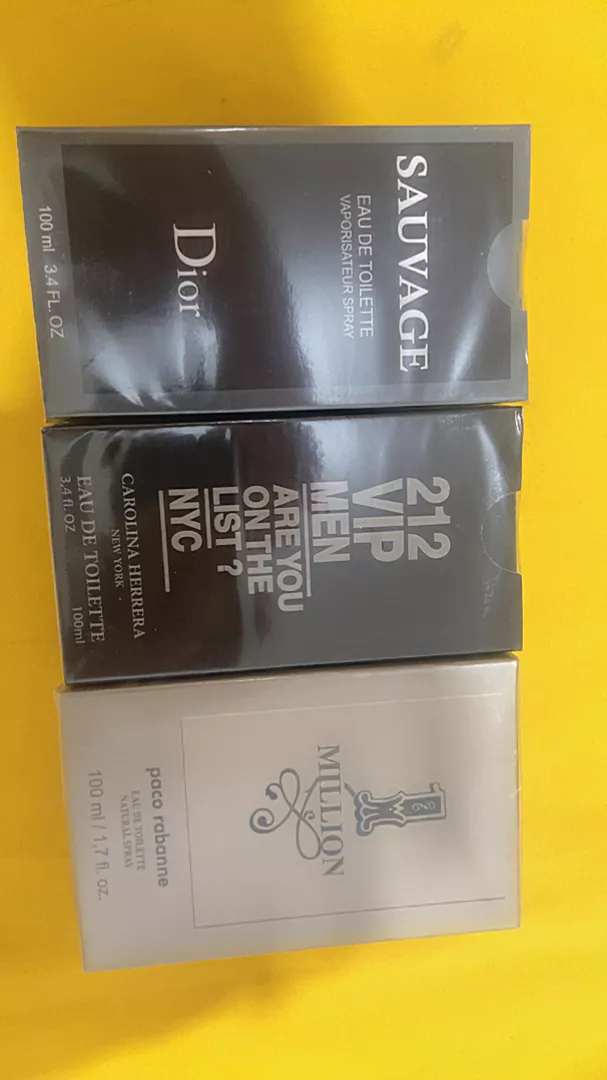 SAUVAGE
EAU DE TOILETTE
VAPORISATEUR SPRAY
Dior
100 ml 3.4 FL. OZ
212
VIP
MEN
ARE YOU
ON THE
LIST ?
NYC
CAROLINA HERRERA
NEW YORK
EAU DE TOILETTE
3,4 fl. OZ 100ml
1
MILLION
paco rabanne
EAU DE TOILETTE
NATURAL SPRAY
100 ml / 1,7 fl. oz.